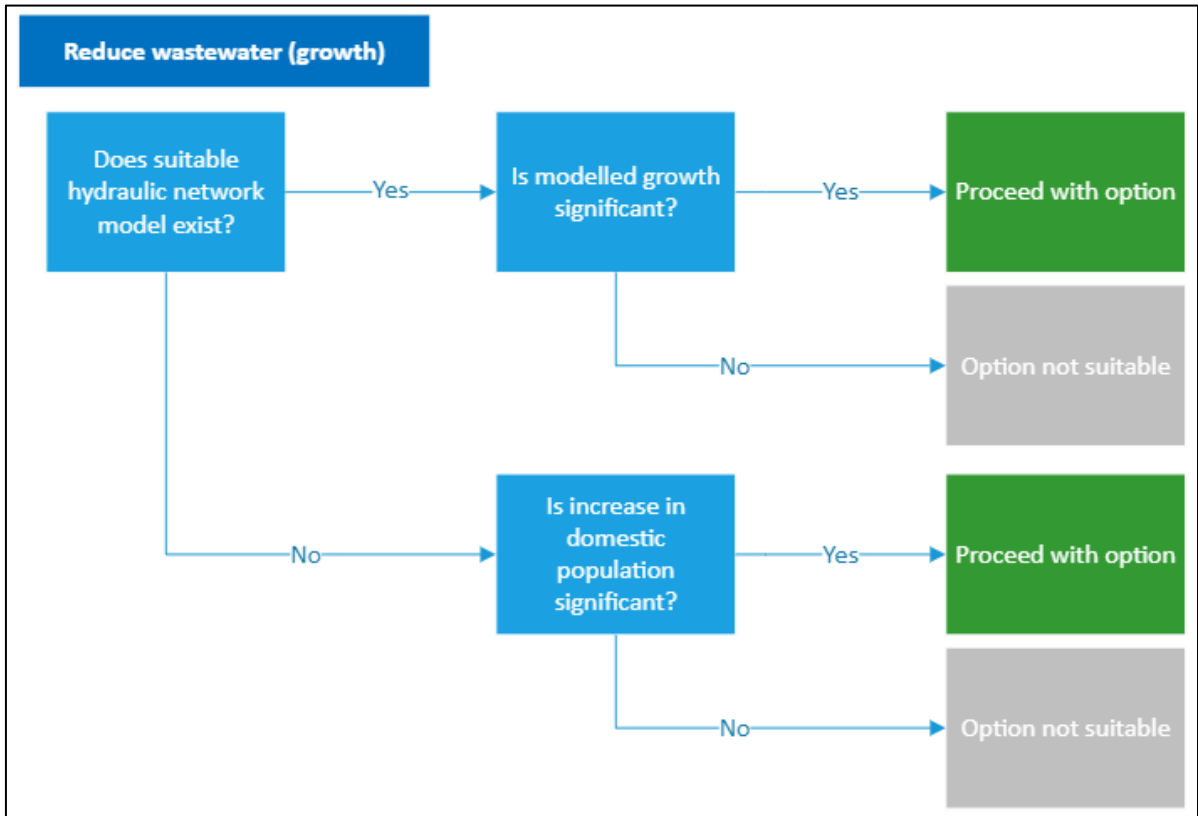 Reduce wastewater (growth)
Does suitable
hydraulic network
model exist?
Yes
Is modelled growth
significant?
Yes
Proceed with option
No
Option not suitable
No
Is increase in
domestic
population
significant?
Yes
Proceed with option
No
Option not suitable